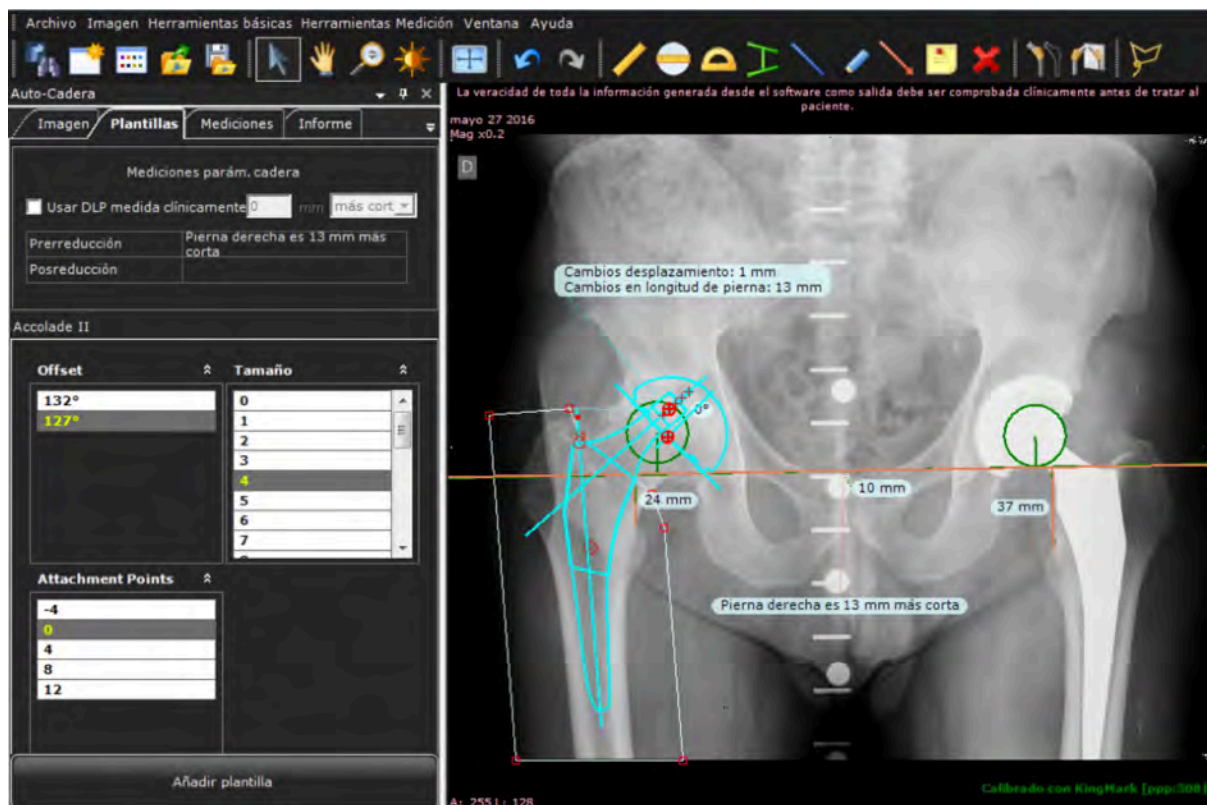 Archivo Imagen Herramientas básicas Herramientas Medición Ventana Ayuda
Auto-Cadera
Imagen Plantillas Mediciones Informe
Mediciones parám. cadera
Usar DLP medida clínicamente 0 mm más cort
Prerreducción Pierna derecha es 13 mm más corta
Posreducción
Accolade II
Offset
132°
127°
Tamaño
0
1
2
3
4
5
6
7
Attachment Points
-4
0
4
8
12
Añadir plantilla
La veracidad de toda la información generada desde el software como salida debe ser comprobada clínicamente antes de tratar al
paciente.
mayo 27 2016
Mag x0.2
D
Cambios desplazamiento: 1 mm
Cambios en longitud de pierna: 13 mm
0°
24 mm
10 mm
37 mm
Pierna derecha es 13 mm más corta
Calibrado con KingMark [ppp:308]
A: 255 L: 128